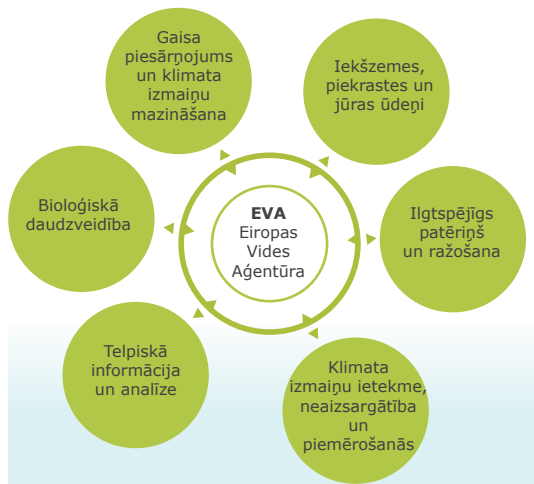 Gaisa
piesārņojums
un klimata
izmaiņu
mazināšana
Iekšzemes,
piekrastes un
jūras ūdeņi
Bioloģiskā
daudzveidība
EVA
Eiropas
Vides
Aģentūra
Ilgtspējīgs
patēriņš
un ražošana
Telpiskā
informācija
un analīze
Klimata
izmaiņu ietekme,
neaizsargātība
un
piemērošanās